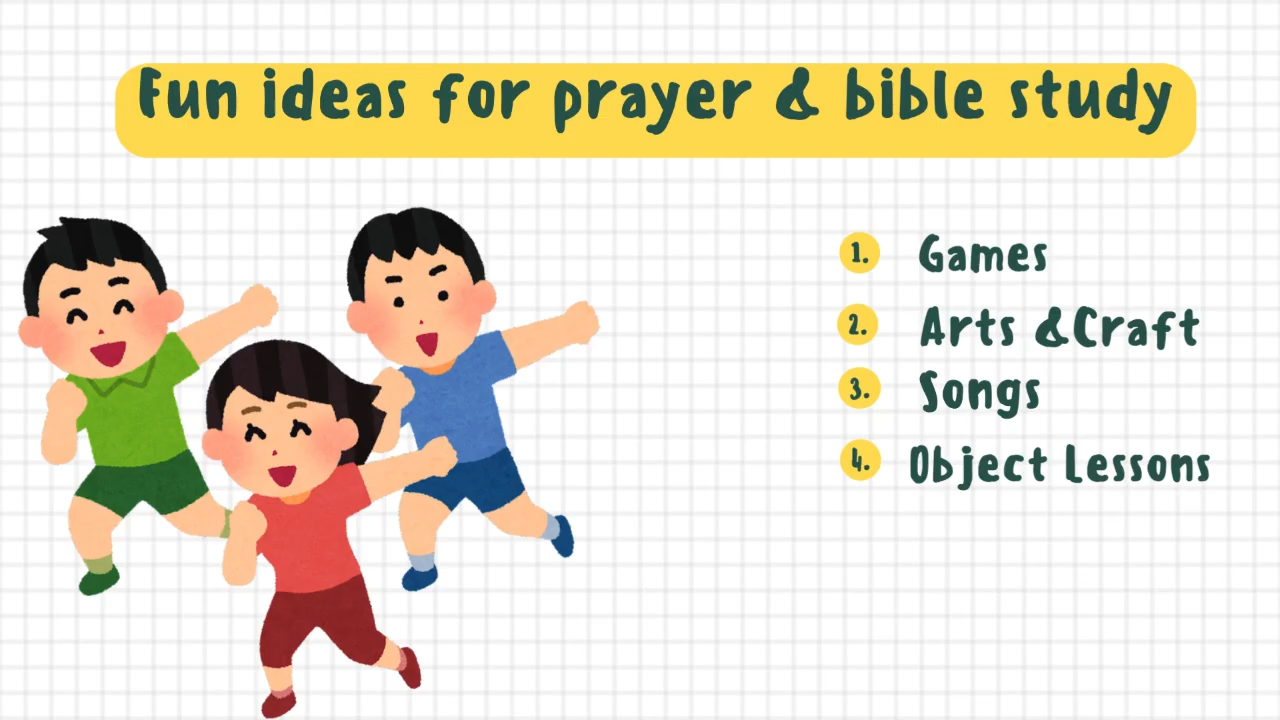 Fun ideas for prayer & bible study
1. Games
2. Arts &Craft
3. Songs
4. Object Lessons